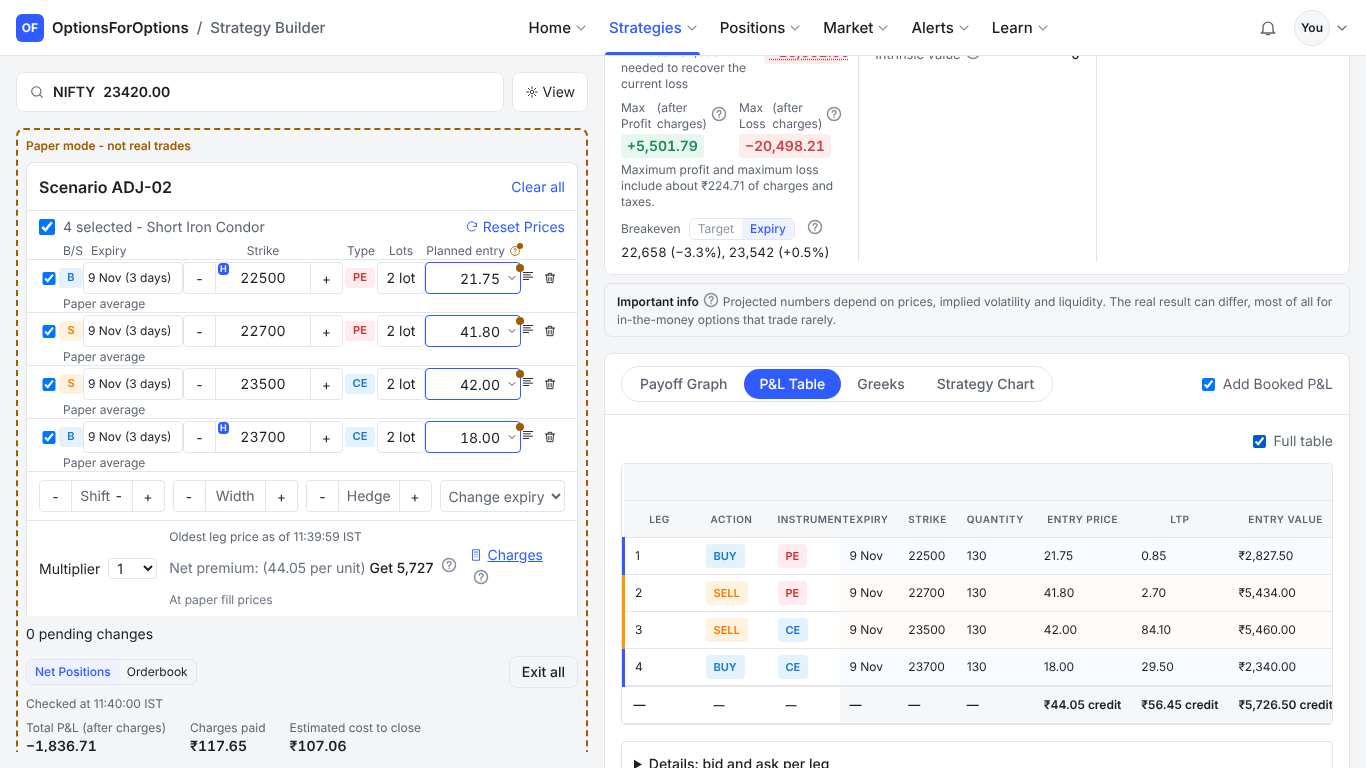 OF OptionsForOptions / Strategy Builder Home Strategies Positions Market Alerts Learn You
NIFTY 23420.00 View
Paper mode - not real trades
Scenario ADJ-02 Clear all
4 selected - Short Iron Condor Reset Prices
B/S Expiry Strike Type Lots Planned entry ?
B 9 Nov (3 days) - H 22500 + PE 2 lot 21.75
Paper average
S 9 Nov (3 days) - 22700 + PE 2 lot 41.80
Paper average
S 9 Nov (3 days) - 23500 + CE 2 lot 42.00
Paper average
B 9 Nov (3 days) - H 23700 + CE 2 lot 18.00
Paper average
- Shift - + - Width + - Hedge + Change expiry
Oldest leg price as of 11:39:59 IST
Multiplier 1 Net premium: (44.05 per unit) Get 5,727 ? Charges ?
At paper fill prices
0 pending changes
Net Positions Orderbook Exit all
Checked at 11:40:00 IST
Total P&L (after charges) Charges paid Estimated cost to close
−1,836.71 ₹117.65 ₹107.06
needed to recover the
current loss
Max Profit (after charges) ? Max Loss (after charges) ?
+5,501.79 −20,498.21
Maximum profit and maximum loss
include about ₹224.71 of charges and
taxes.
Breakeven Target Expiry ?
22,658 (−3.3%), 23,542 (+0.5%)
Important info ? Projected numbers depend on prices, implied volatility and liquidity. The real result can differ, most of all for
in-the-money options that trade rarely.
Payoff Graph P&L Table Greeks Strategy Chart Add Booked P&L
Full table
LEG ACTION INSTRUMENT EXPIRY STRIKE QUANTITY ENTRY PRICE LTP ENTRY VALUE
1 BUY PE 9 Nov 22500 130 21.75 0.85 ₹2,827.50
2 SELL PE 9 Nov 22700 130 41.80 2.70 ₹5,434.00
3 SELL CE 9 Nov 23500 130 42.00 84.10 ₹5,460.00
4 BUY CE 9 Nov 23700 130 18.00 29.50 ₹2,340.00
— — — — — — ₹44.05 credit ₹56.45 credit ₹5,726.50 credit
Details: bid and ask per leg